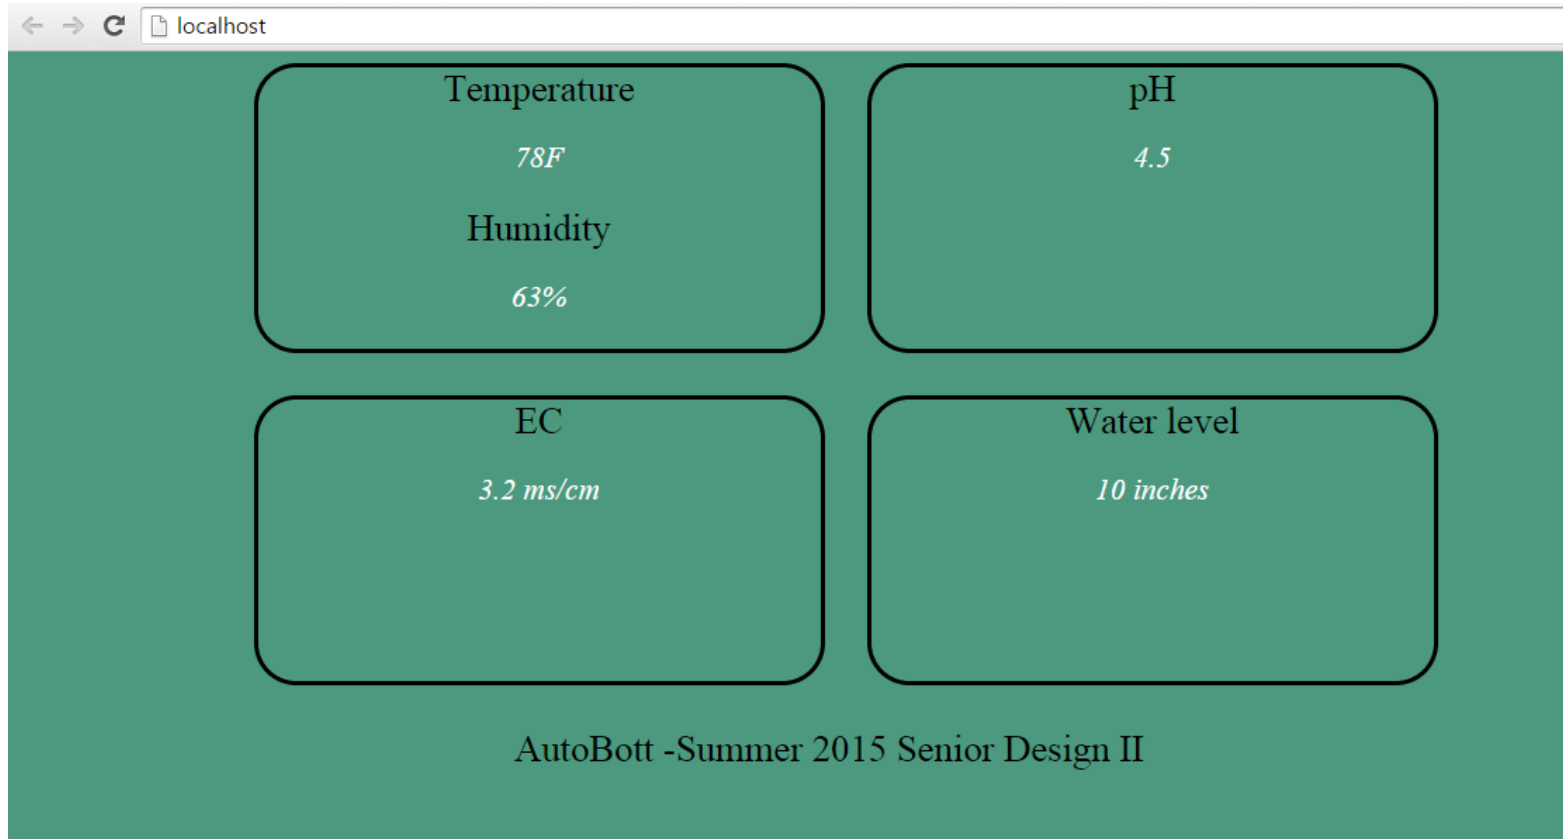 localhost
Temperature
78F
Humidity
63%
pH
4.5
EC
3.2 ms/cm
Water level
10 inches
AutoBott -Summer 2015 Senior Design II